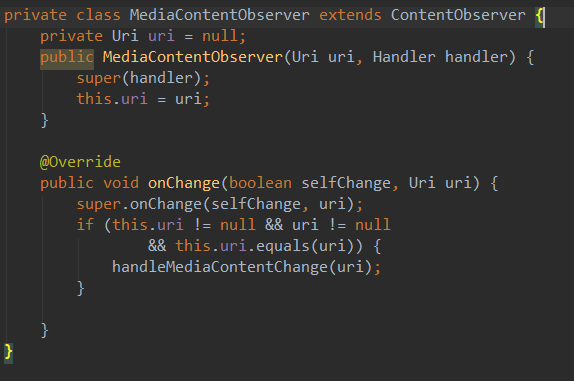 private class MediaContentObserver extends ContentObserver {
    private Uri uri = null;
    public MediaContentObserver(Uri uri, Handler handler) {
        super(handler);
        this.uri = uri;
    }

    @Override
    public void onChange(boolean selfChange, Uri uri) {
        super.onChange(selfChange, uri);
        if (this.uri != null && uri != null
                && this.uri.equals(uri)) {
            handleMediaContentChange(uri);
        }

    }
}